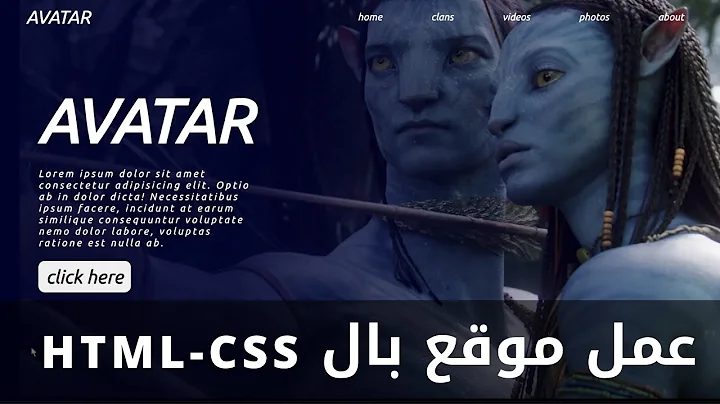 AVATAR
home clans videos photos about
AVATAR
Lorem ipsum dolor sit amet
consectetur adipisicing elit. Optio
ab in dolor dicta! Necessitatibus
ipsum facere, incidunt at earum
similique consequuntur voluptate
nemo dolor labore, voluptas
ratione est nulla ab.
click here
عمل موقع بال HTML-CSS